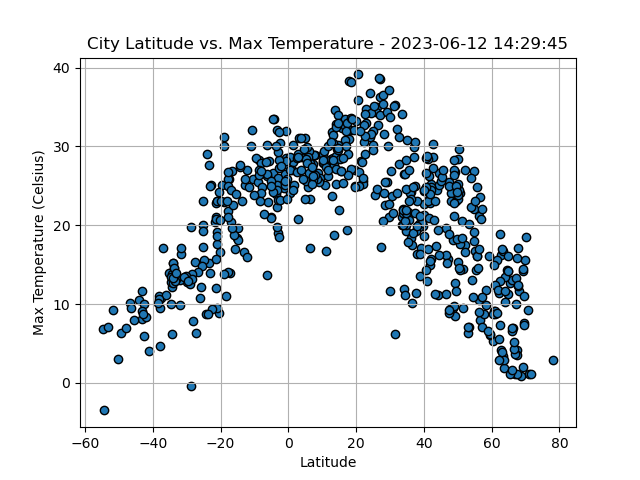 City Latitude vs. Max Temperature - 2023-06-12 14:29:45
40
30
20
10
0
Max Temperature (Celsius)
−60 −40 −20 0 20 40 60 80
Latitude